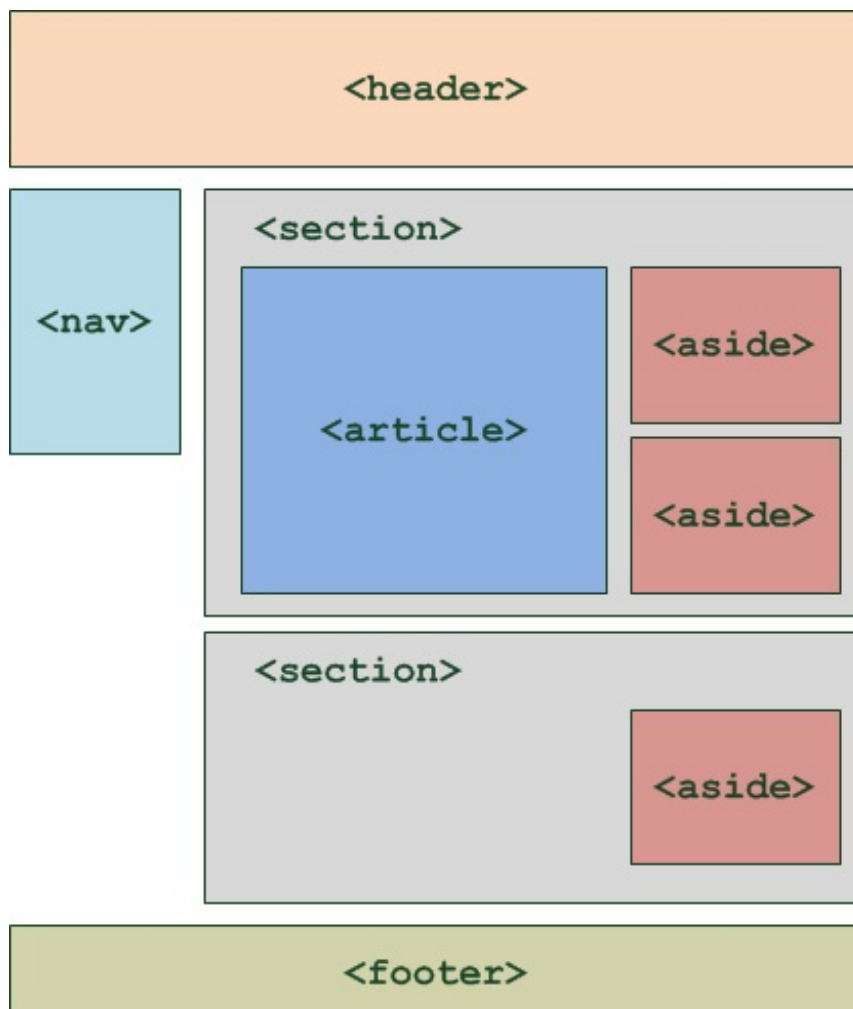 <header>
<nav>
<section>
<article>
<aside>
<aside>
<section>
<aside>
<footer>